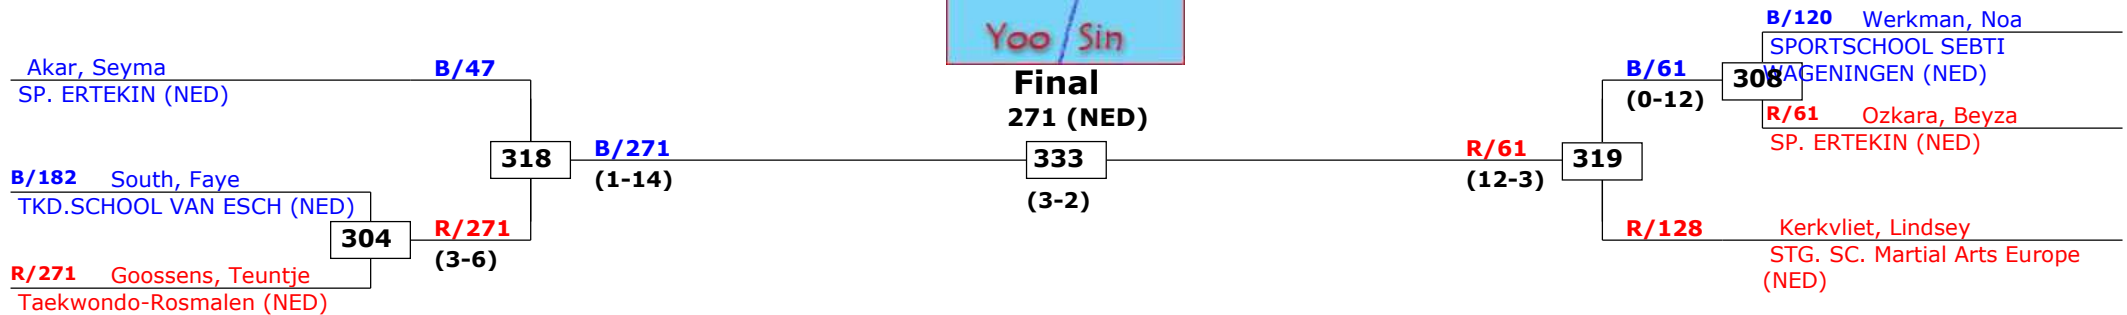 Yoo / Sin
Final
271 (NED)
Akar, Seyma
SP. ERTEKIN (NED)
B/47
B/182 South, Faye
TKD.SCHOOL VAN ESCH (NED)
304
R/271 Goossens, Teuntje
Taekwondo-Rosmalen (NED)
R/271
(3-6)
318
B/271
(1-14)
333
(3-2)
R/61
(12-3)
319
B/61
(0-12)
308
B/120 Werkman, Noa
SPORTSCHOOL SEBTI
WAGENINGEN (NED)
R/61 Ozkara, Beyza
SP. ERTEKIN (NED)
R/128
Kerkvliet, Lindsey
STG. SC. Martial Arts Europe
(NED)